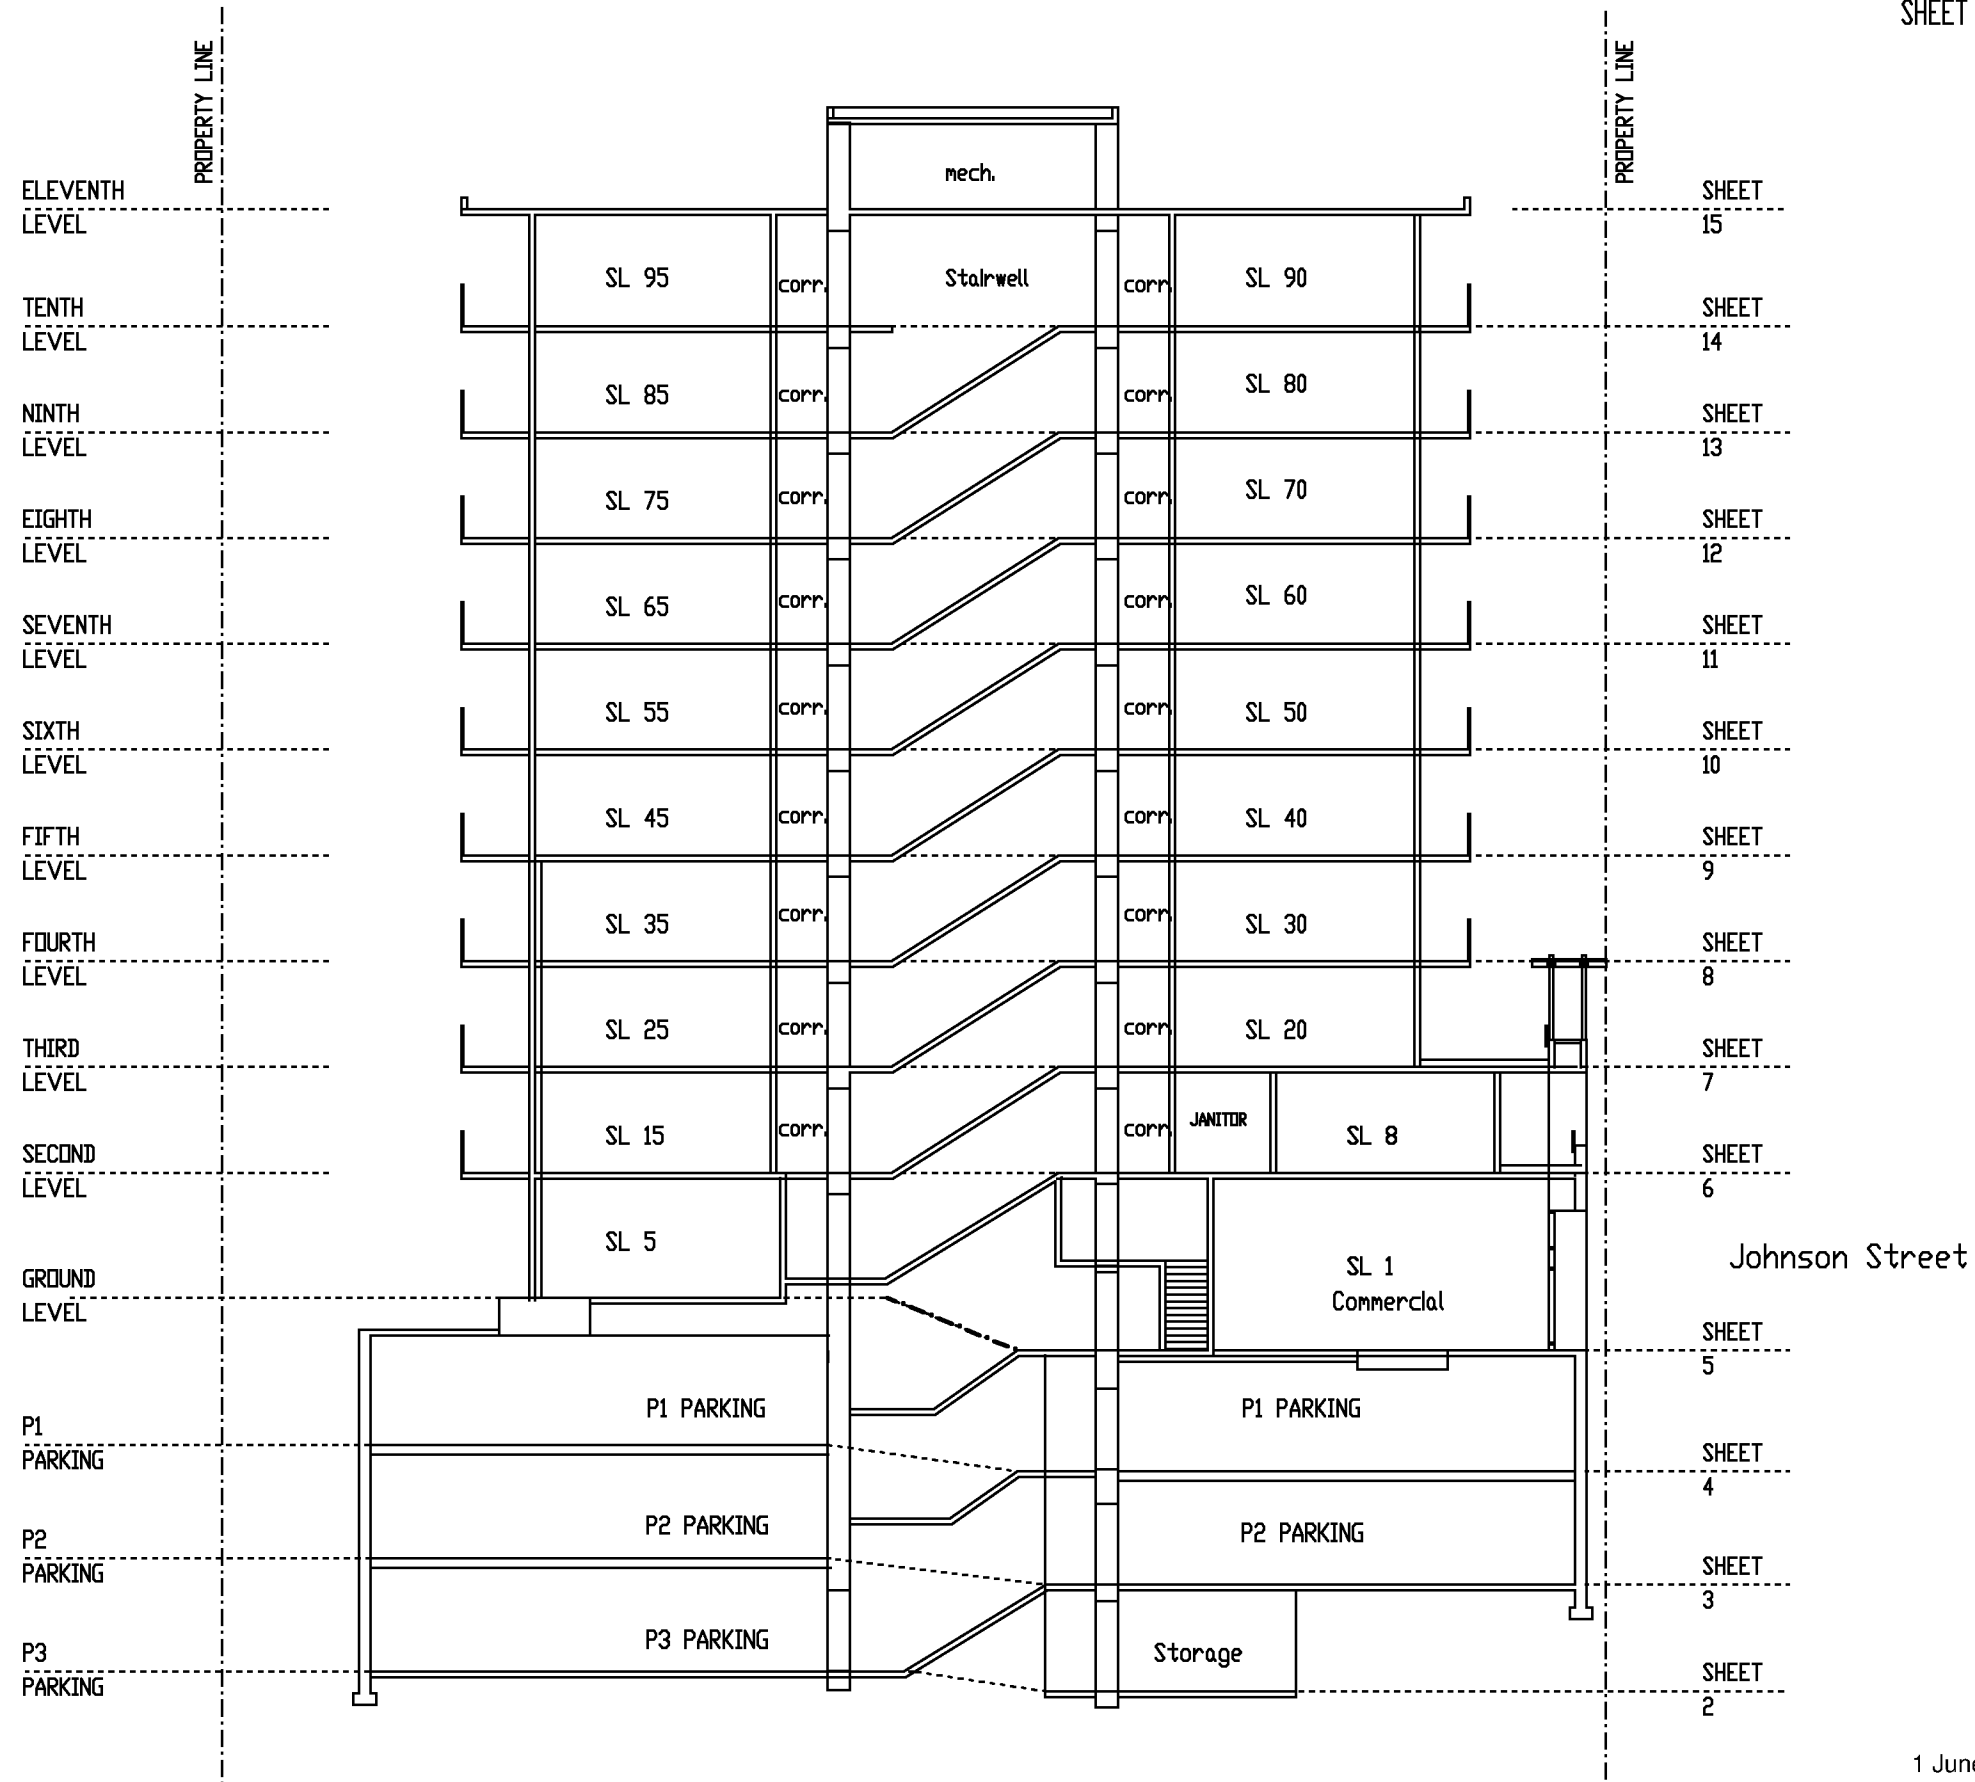 SHEET
PROPERTY LINE
PROPERTY LINE
mech.
ELEVENTH
LEVEL
SHEET
15
SL 95
corr.
Stairwell
corr.
SL 90
TENTH
LEVEL
SHEET
14
SL 85
corr.
corr.
SL 80
NINTH
LEVEL
SHEET
13
SL 75
corr.
corr.
SL 70
EIGHTH
LEVEL
SHEET
12
SL 65
corr.
corr.
SL 60
SEVENTH
LEVEL
SHEET
11
SL 55
corr.
corr.
SL 50
SIXTH
LEVEL
SHEET
10
SL 45
corr.
corr.
SL 40
FIFTH
LEVEL
SHEET
9
SL 35
corr.
corr.
SL 30
FOURTH
LEVEL
SHEET
8
SL 25
corr.
corr.
SL 20
THIRD
LEVEL
SHEET
7
SL 15
corr.
corr.
JANITOR
SL 8
SECOND
LEVEL
SHEET
6
SL 5
SL 1
Commercial
Johnson Street
GROUND
LEVEL
SHEET
5
P1 PARKING
P1 PARKING
P1
PARKING
SHEET
4
P2 PARKING
P2 PARKING
P2
PARKING
SHEET
3
P3 PARKING
Storage
P3
PARKING
SHEET
2
1 June